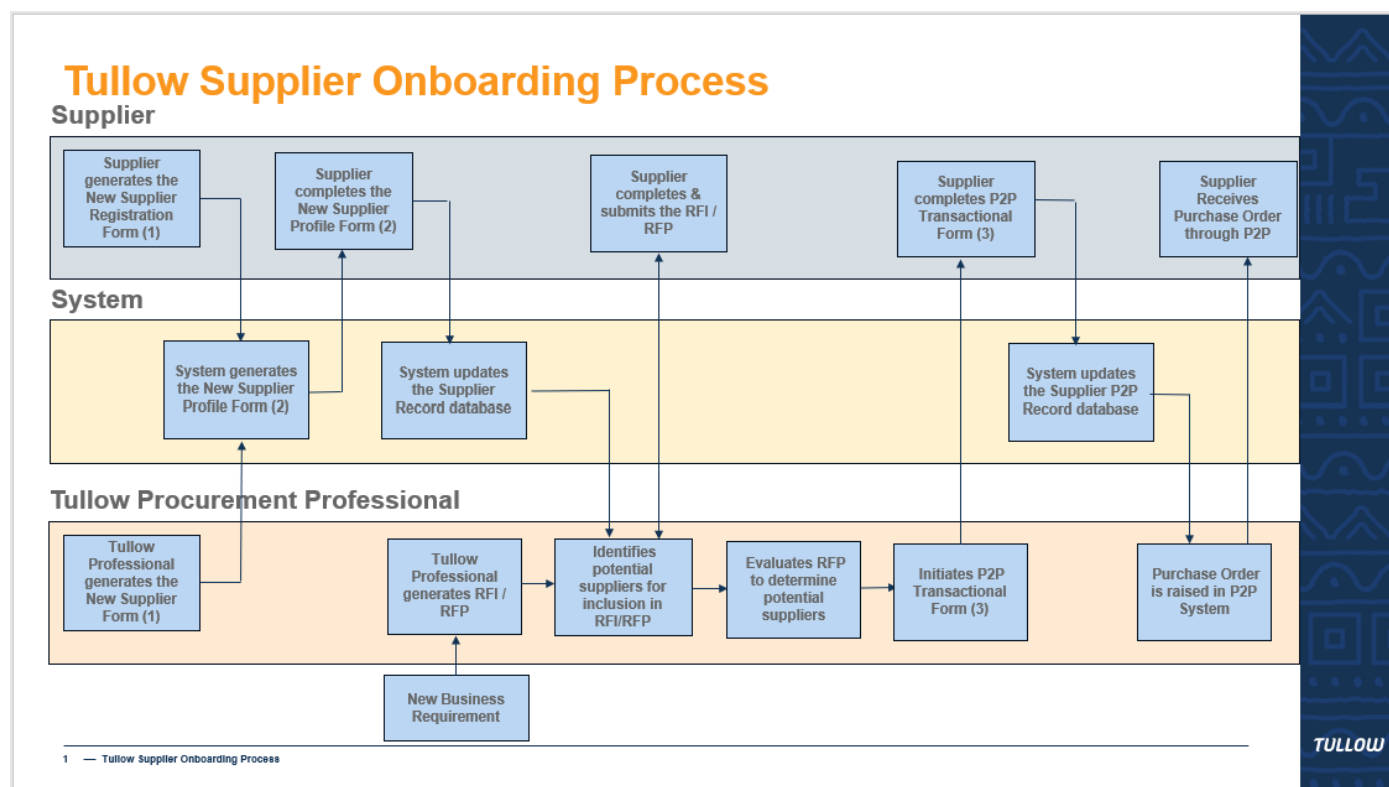 Tullow Supplier Onboarding Process
Supplier
Supplier
generates the
New Supplier
Registration
Form (1)
Supplier
completes the
New Supplier
Profile Form (2)
Supplier
completes &
submits the RFI /
RFP
Supplier
completes P2P
Transactional
Form (3)
Supplier
Receives
Purchase Order
through P2P
System
System generates
the New Supplier
Profile Form (2)
System updates
the Supplier
Record database
System updates
the Supplier P2P
Record database
Tullow Procurement Professional
Tullow
Professional
generates the
New Supplier
Form (1)
Tullow
Professional
generates RFI /
RFP
Identifies
potential
suppliers for
inclusion in
RFI/RFP
Evaluates RFP
to determine
potential
suppliers
Initiates P2P
Transactional
Form (3)
Purchase Order
is raised in P2P
System
New Business
Requirement
1 — Tullow Supplier Onboarding Process
TULLOW